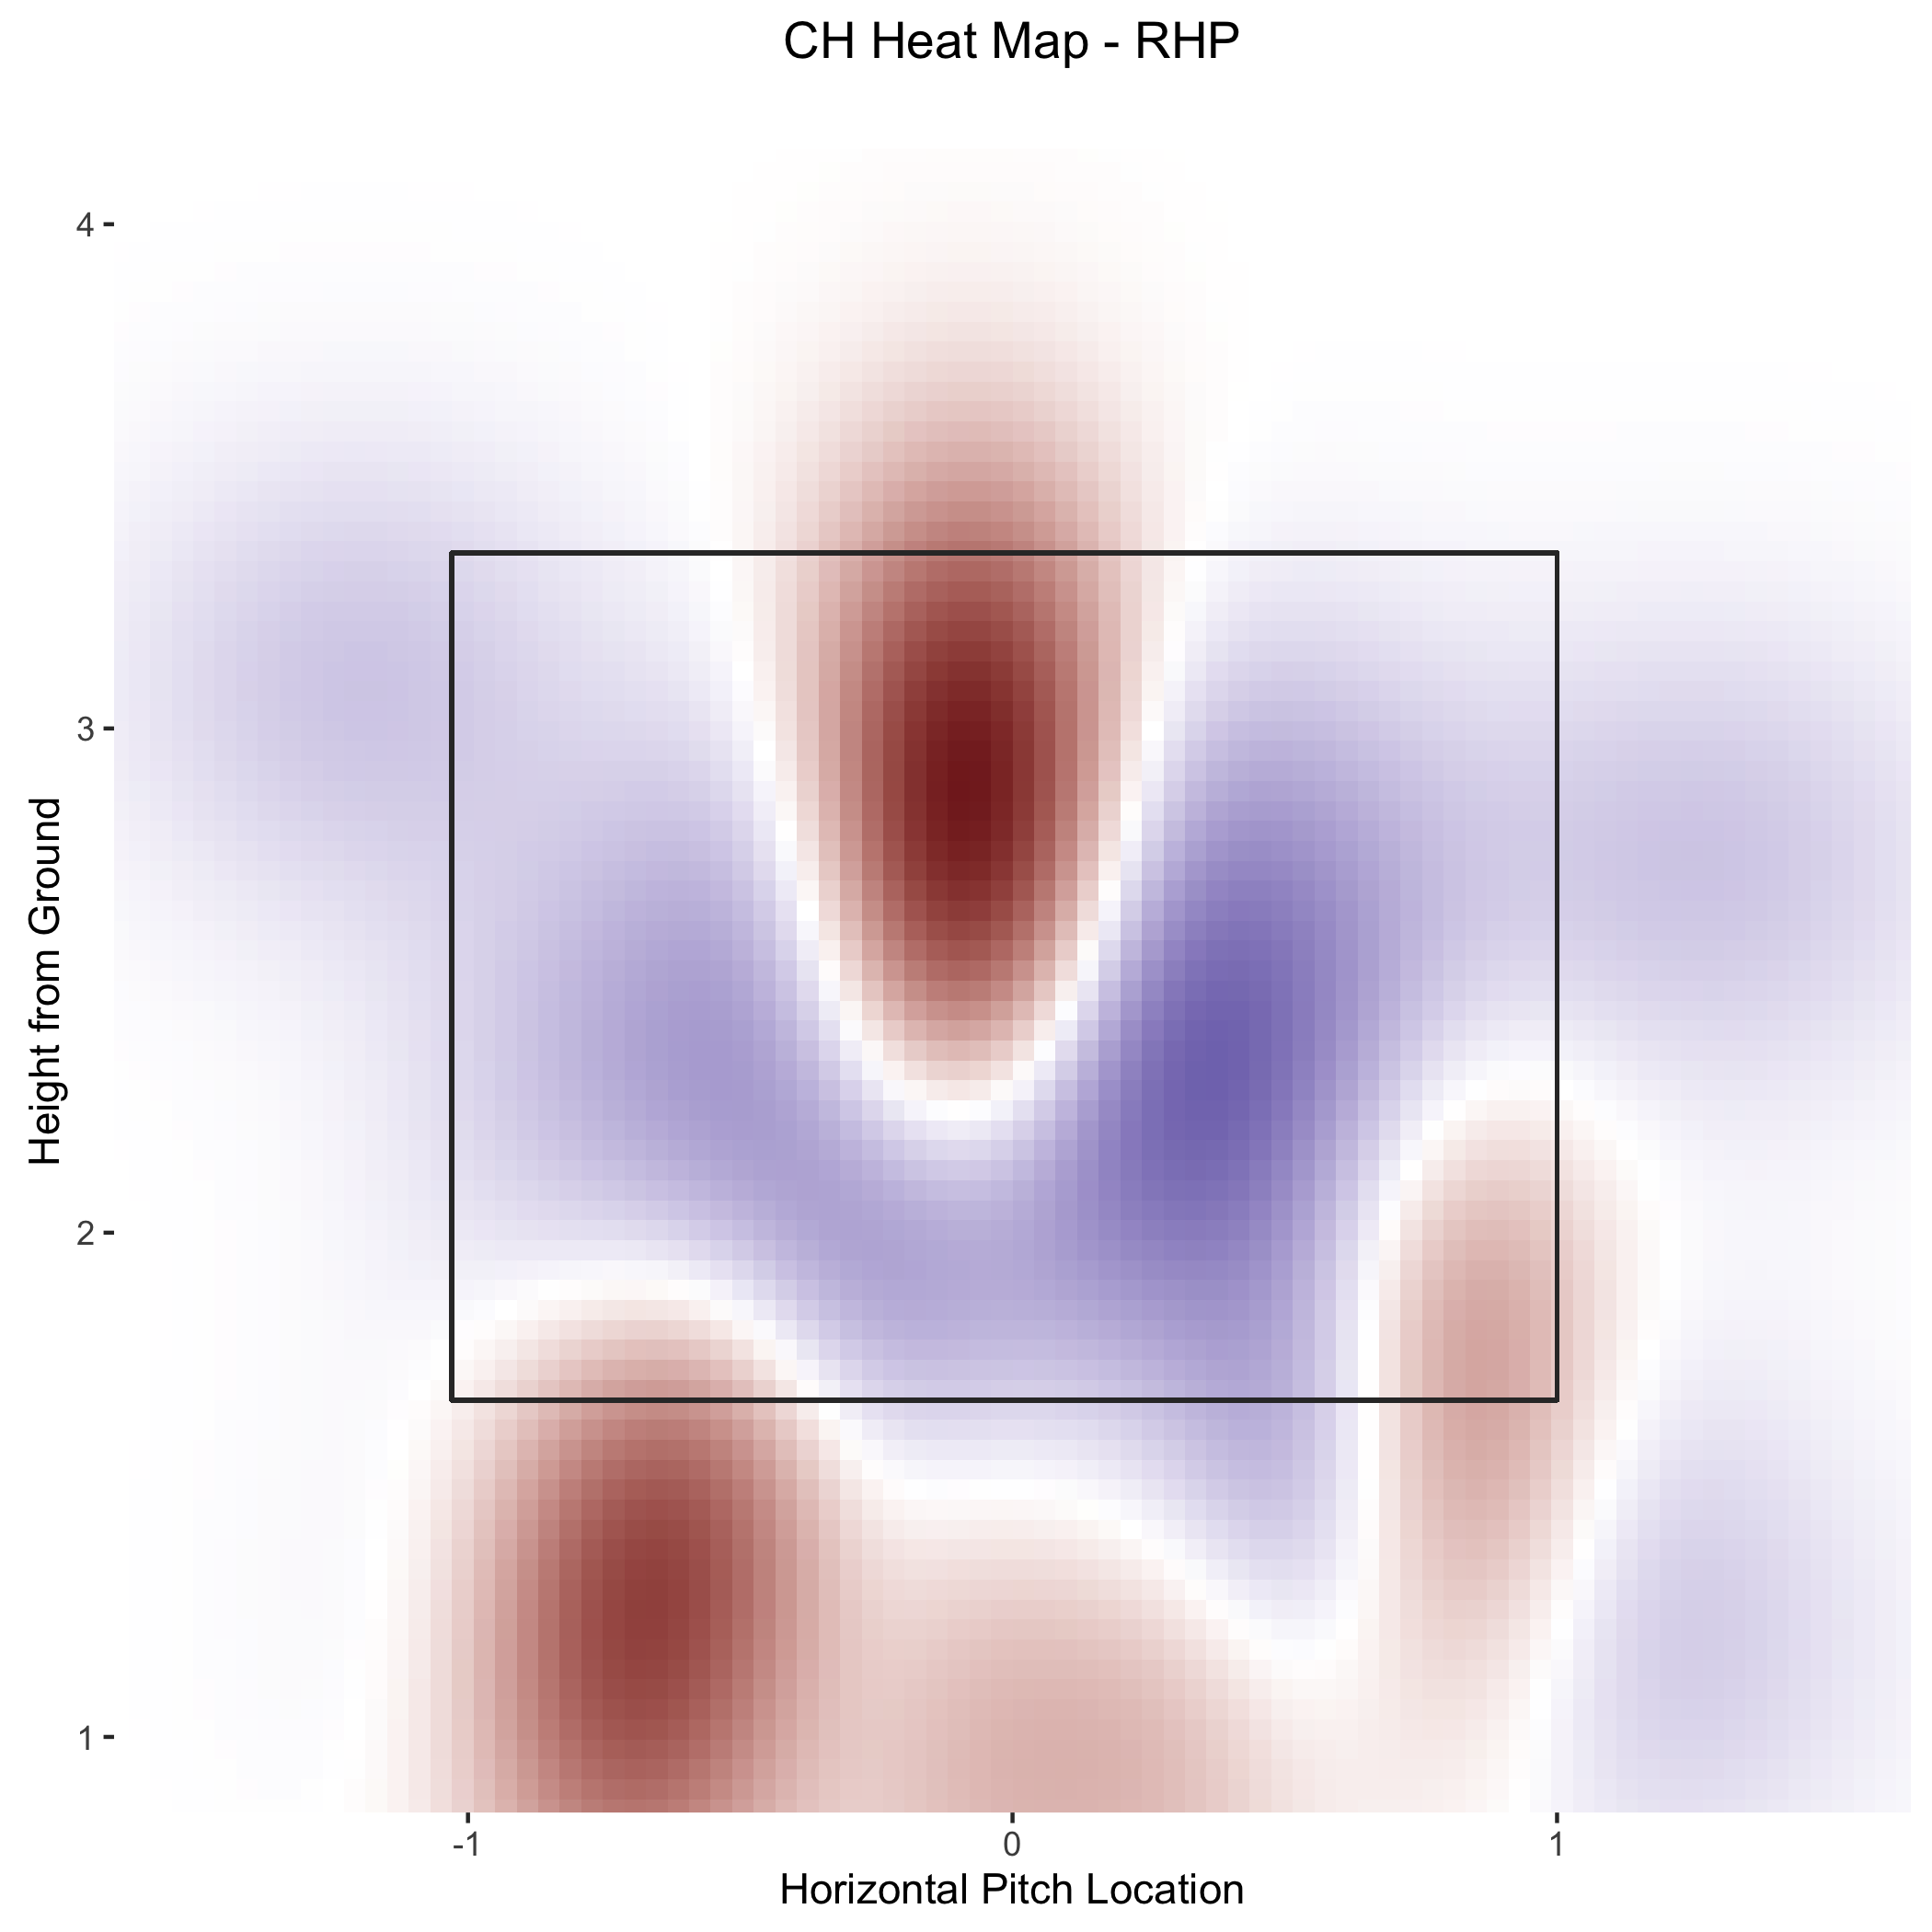 CH Heat Map - RHP
4
3
2
1
Height from Ground
-1 0 1
Horizontal Pitch Location